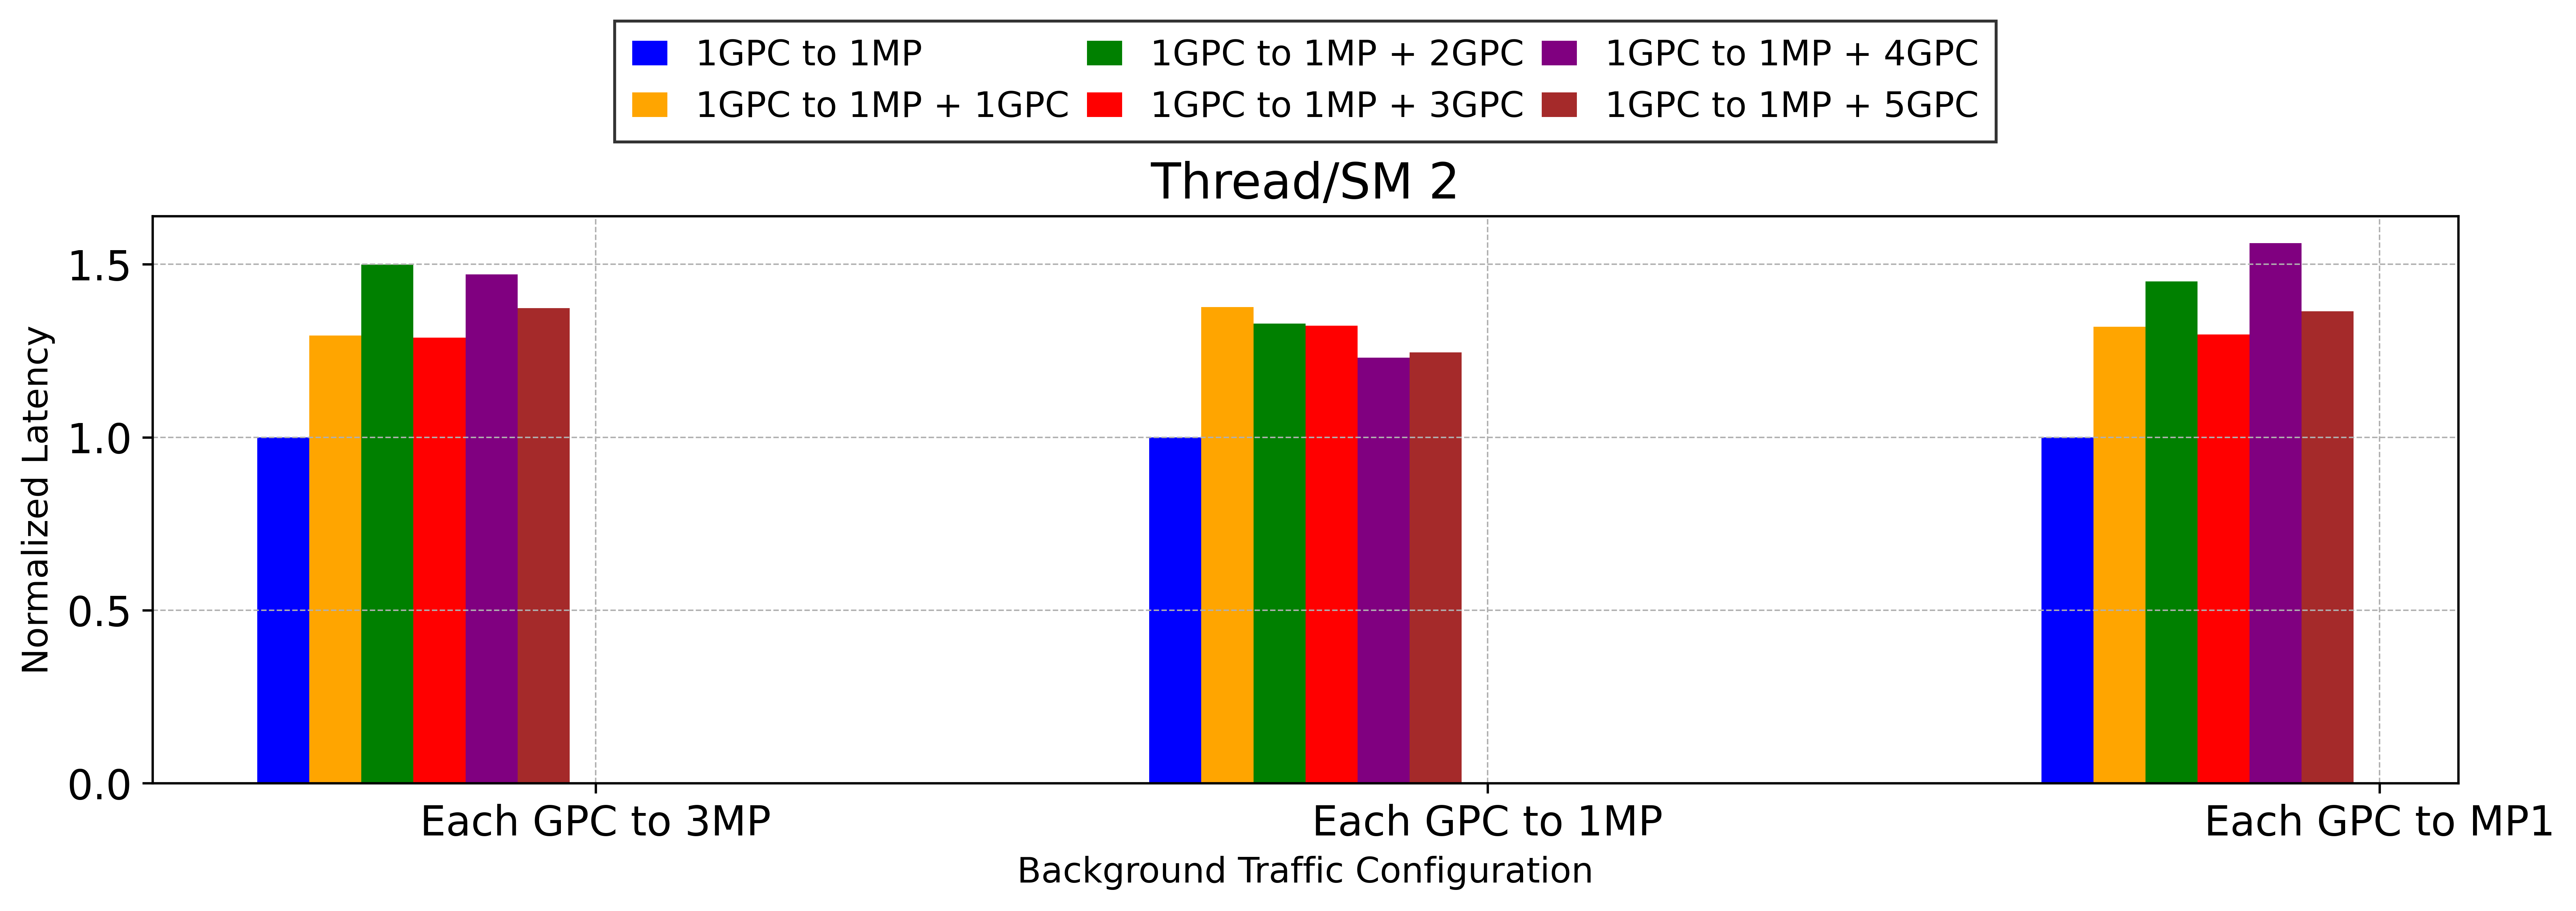 1GPC to 1MP
1GPC to 1MP + 1GPC
1GPC to 1MP + 2GPC
1GPC to 1MP + 3GPC
1GPC to 1MP + 4GPC
1GPC to 1MP + 5GPC
Thread/SM 2
Normalized Latency
1.5
1.0
0.5
0.0
Each GPC to 3MP
Each GPC to 1MP
Each GPC to MP1
Background Traffic Configuration